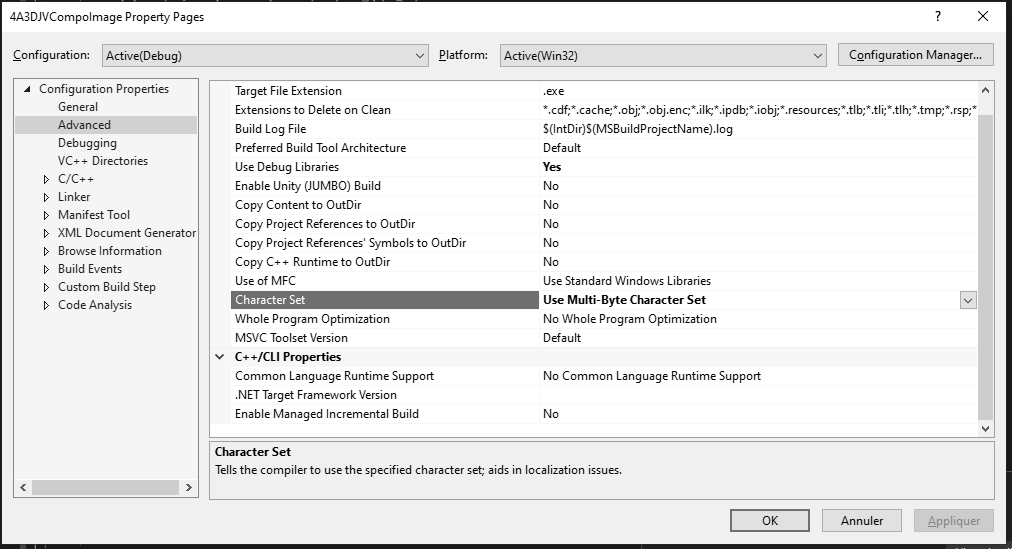 4A3DJVCompoImage Property Pages
Configuration: Active(Debug) Platform: Active(Win32) Configuration Manager...
Configuration Properties
General
Advanced
Debugging
VC++ Directories
C/C++
Linker
Manifest Tool
XML Document Generator
Browse Information
Build Events
Custom Build Step
Code Analysis
Target File Extension .exe
Extensions to Delete on Clean *.cdf;*.cache;*.obj;*.obj.enc;*.ilk;*.ipdb;*.iobj;*.resources;*.tlb;*.tli;*.tlh;*.tmp;*.rsp;*
Build Log File $(IntDir)$(MSBuildProjectName).log
Preferred Build Tool Architecture Default
Use Debug Libraries Yes
Enable Unity (JUMBO) Build No
Copy Content to OutDir No
Copy Project References to OutDir No
Copy Project References' Symbols to OutDir No
Copy C++ Runtime to OutDir No
Use of MFC Use Standard Windows Libraries
Character Set Use Multi-Byte Character Set
Whole Program Optimization No Whole Program Optimization
MSVC Toolset Version Default
C++/CLI Properties
Common Language Runtime Support No Common Language Runtime Support
.NET Target Framework Version
Enable Managed Incremental Build No
Character Set
Tells the compiler to use the specified character set; aids in localization issues.
OK Annuler Appliquer